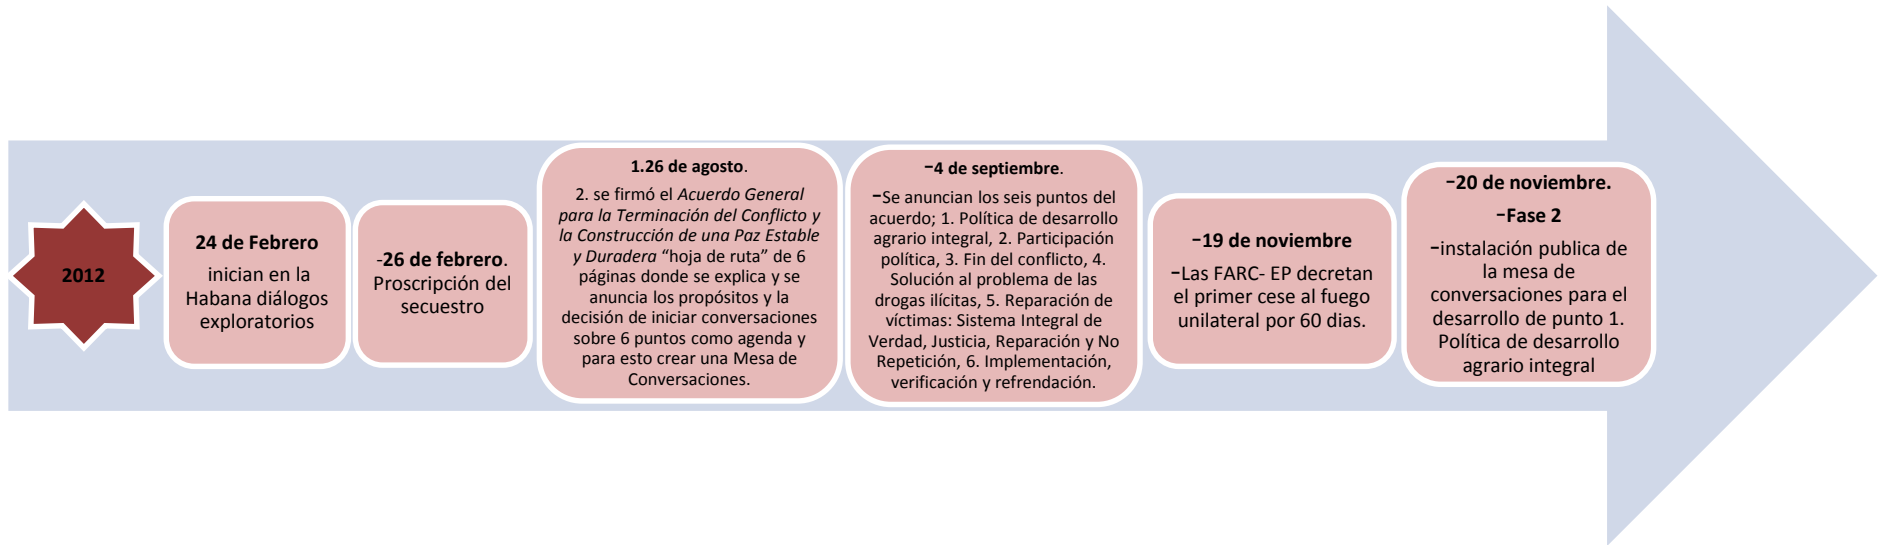 2012
24 de Febrero
inician en la
Habana diálogos
exploratorios
-26 de febrero.
Proscripción del
secuestro
1.26 de agosto.
2. se firmó el Acuerdo General
para la Terminación del Conflicto y
la Construcción de una Paz Estable
y Duradera “hoja de ruta” de 6
páginas donde se explica y se
anuncia los propósitos y la
decisión de iniciar conversaciones
sobre 6 puntos como agenda y
para esto crear una Mesa de
Conversaciones.
−4 de septiembre.
−Se anuncian los seis puntos del
acuerdo; 1. Política de desarrollo
agrario integral, 2. Participación
política, 3. Fin del conflicto, 4.
Solución al problema de las
drogas ilícitas, 5. Reparación de
víctimas: Sistema Integral de
Verdad, Justicia, Reparación y No
Repetición, 6. Implementación,
verificación y refrendación.
−19 de noviembre
−Las FARC- EP decretan
el primer cese al fuego
unilateral por 60 dias.
−20 de noviembre.
−Fase 2
−instalación publica de
la mesa de
conversaciones para el
desarrollo de punto 1.
Política de desarrollo
agrario integral